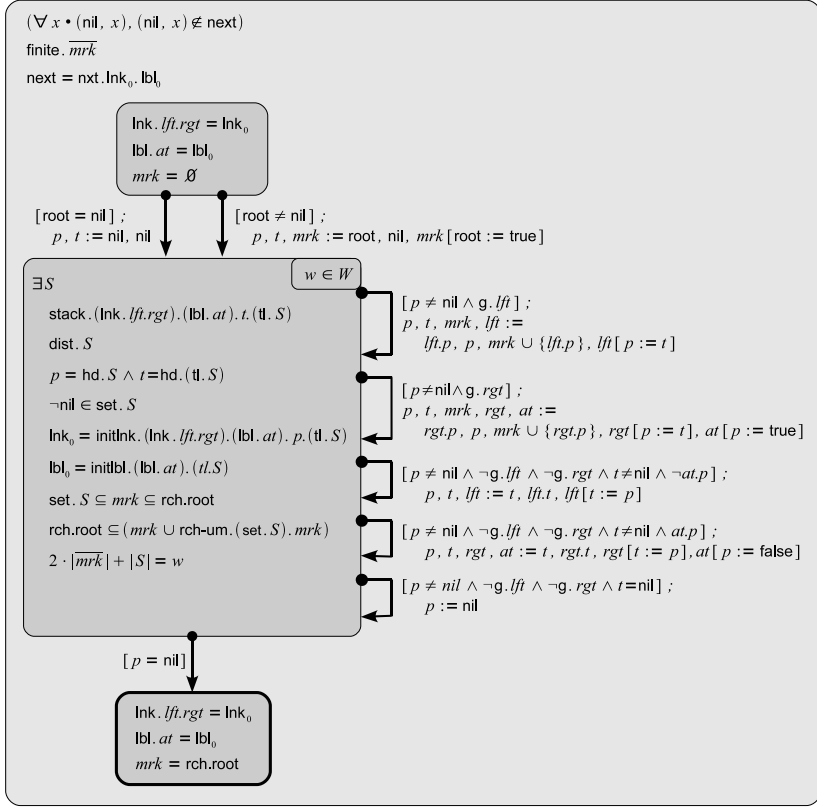 (∀ x • (nil, x), (nil, x) ∉ next)
finite. \overline{mrk}
next = nxt. lnk₀. lbl₀
lnk. lft.rgt = lnk₀
lbl. at = lbl₀
mrk = Ø
[root = nil] ;
p, t := nil, nil
[root ≠ nil] ;
p, t, mrk := root, nil, mrk[root := true]
w ∈ W
∃S
stack. (lnk. lft.rgt). (lbl. at). t. (tl. S)
dist. S
p = hd. S ∧ t=hd. (tl. S)
¬nil ∈ set. S
lnk₀ = initlnk. (lnk. lft.rgt). (lbl. at). p. (tl. S)
lbl₀ = initlbl. (lbl. at). (tl.S)
set. S ⊆ mrk ⊆ rch.root
rch.root ⊆ (mrk ∪ rch-um. (set. S). mrk)
2 · |\overline{mrk}| + |S| = w
[p ≠ nil ∧ g. lft] ;
p, t, mrk, lft :=
lft.p, p, mrk ∪ {lft.p}, lft[p := t]
[p≠nil∧g. rgt] ;
p, t, mrk, rgt, at :=
rgt.p, p, mrk ∪ {rgt.p}, rgt[p := t], at[p := true]
[p ≠ nil ∧ ¬g. lft ∧ ¬g. rgt ∧ t≠nil ∧ ¬at.p] ;
p, t, lft := t, lft.t, lft[t := p]
[p ≠ nil ∧ ¬g. lft ∧ ¬g. rgt ∧ t≠nil ∧ at.p] ;
p, t, rgt, at := t, rgt.t, rgt[t := p],at[p := false]
[p ≠ nil ∧ ¬g. lft ∧ ¬g. rgt ∧ t=nil] ;
p := nil
[p = nil]
lnk. lft.rgt = lnk₀
lbl. at = lbl₀
mrk = rch.root